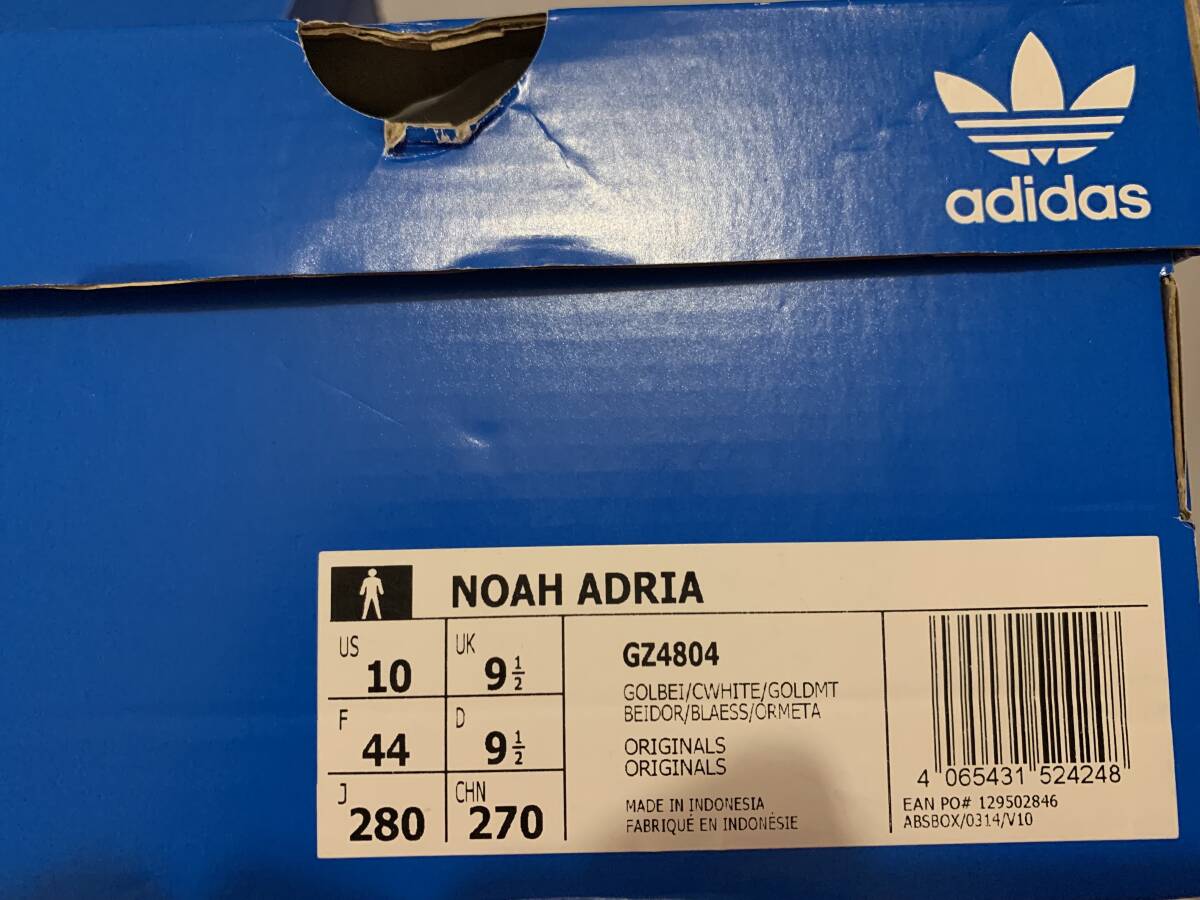 adidas
NOAH ADRIA
US 10
UK 9 1/2
F 44
D 9 1/2
J 280
CHN 270
GZ4804
GOLBEI/CWHITE/GOLDMT
BEIDOR/BLAESS/ORMETA
ORIGINALS
ORIGINALS
MADE IN INDONESIA
FABRIQUÉ EN INDONÉSIE
4 065431 524248
EAN PO# 129502846
ABSBOX/0314/V10